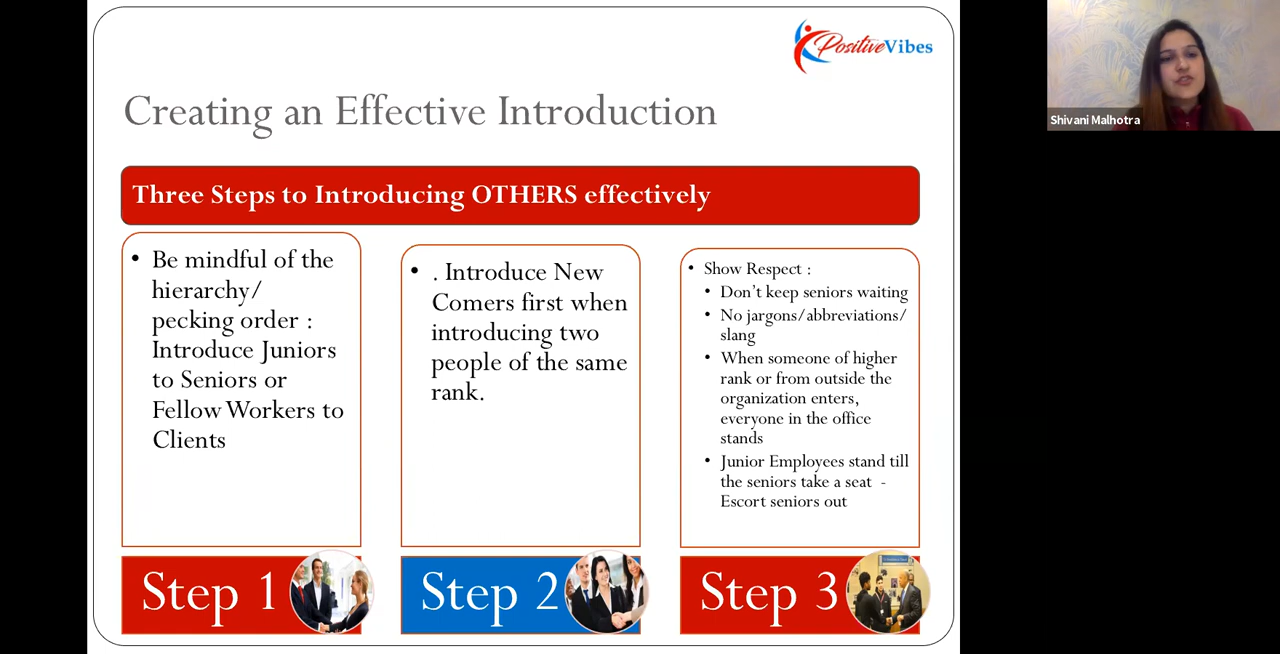 PositiveVibes
Shivani Malhotra
Creating an Effective Introduction
Three Steps to Introducing OTHERS effectively
• Be mindful of the
hierarchy/
pecking order :
Introduce Juniors
to Seniors or
Fellow Workers to
Clients
Step 1
• . Introduce New
Comers first when
introducing two
people of the same
rank.
Step 2
• Show Respect :
• Don't keep seniors waiting
• No jargons/abbreviations/
slang
• When someone of higher
rank or from outside the
organization enters,
everyone in the office
stands
• Junior Employees stand till
the seniors take a seat -
Escort seniors out
Step 3